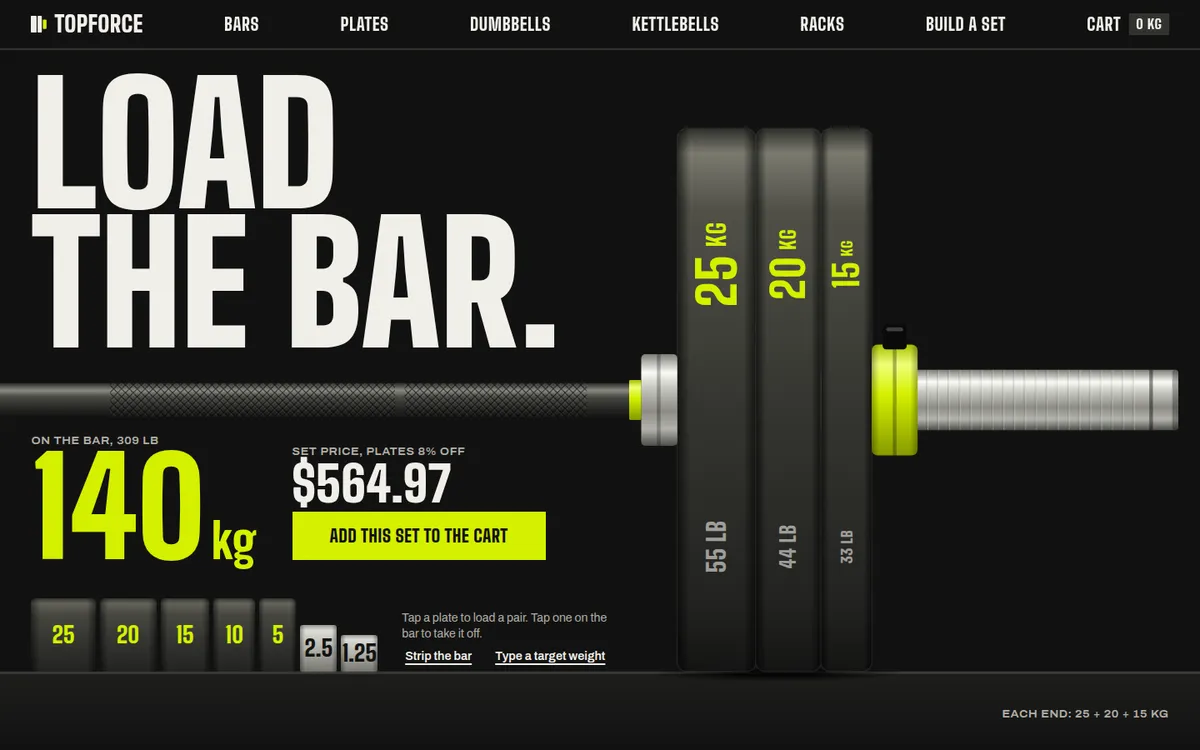 TOPFORCE
BARS
PLATES
DUMBBELLS
KETTLEBELLS
RACKS
BUILD A SET
CART 0 KG
LOAD
THE BAR.
25 KG
20 KG
15 KG
55 LB
44 LB
33 LB
ON THE BAR, 309 LB
140 kg
SET PRICE, PLATES 8% OFF
$564.97
ADD THIS SET TO THE CART
25
20
15
10
5
2.5
1.25
Tap a plate to load a pair. Tap one on the
bar to take it off.
Strip the bar
Type a target weight
EACH END: 25 + 20 + 15 KG